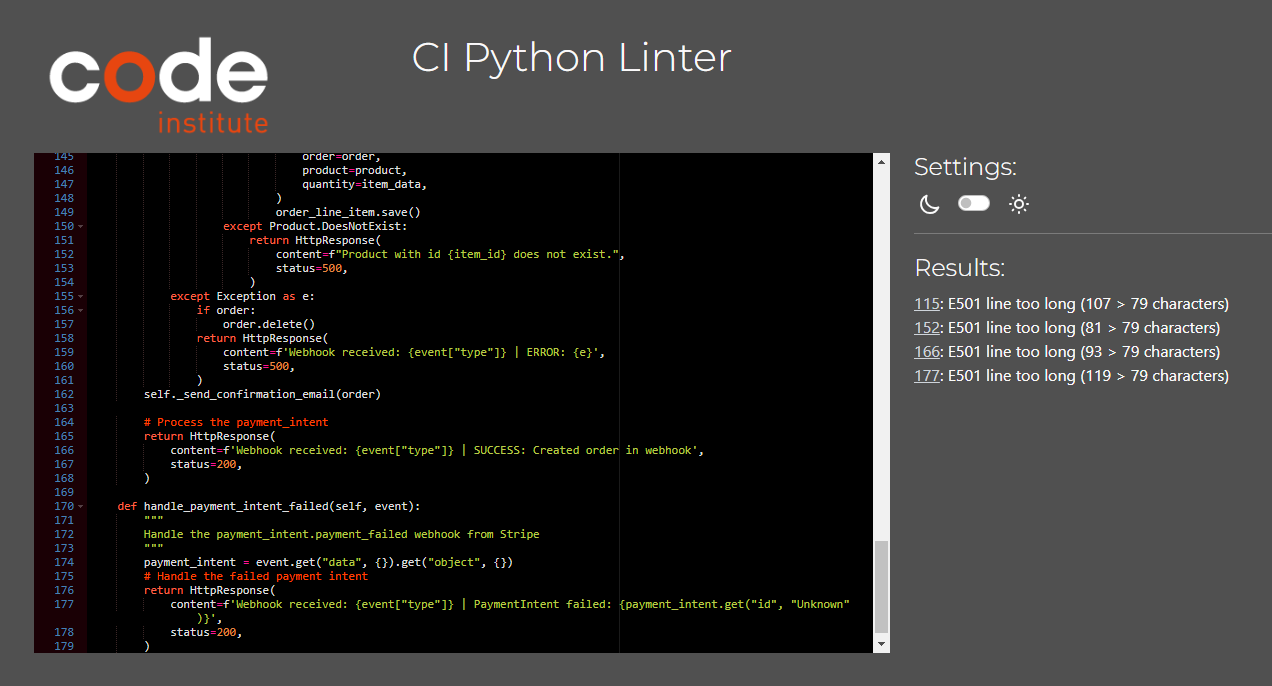 code
institute
CI Python Linter
145 order=order,
146 product=product,
147 quantity=item_data,
148 )
149 order_line_item.save()
150 except Product.DoesNotExist:
151 return HttpResponse(
152 content=f"Product with id {item_id} does not exist.",
153 status=500,
154 )
155 except Exception as e:
156 if order:
157 order.delete()
158 return HttpResponse(
159 content=f'Webhook received: {event["type"]} | ERROR: {e}',
160 status=500,
161 )
162 self._send_confirmation_email(order)
163
164 # Process the payment_intent
165 return HttpResponse(
166 content=f'Webhook received: {event["type"]} | SUCCESS: Created order in webhook',
167 status=200,
168 )
169
170 def handle_payment_intent_failed(self, event):
171 """
172 Handle the payment_intent.payment_failed webhook from Stripe
173 """
174 payment_intent = event.get("data", {}).get("object", {})
175 # Handle the failed payment intent
176 return HttpResponse(
177 content=f'Webhook received: {event["type"]} | PaymentIntent failed: {payment_intent.get("id", "Unknown"
)}',
178 status=200,
179 )
Settings:
Results:
115: E501 line too long (107 > 79 characters)
152: E501 line too long (81 > 79 characters)
166: E501 line too long (93 > 79 characters)
177: E501 line too long (119 > 79 characters)